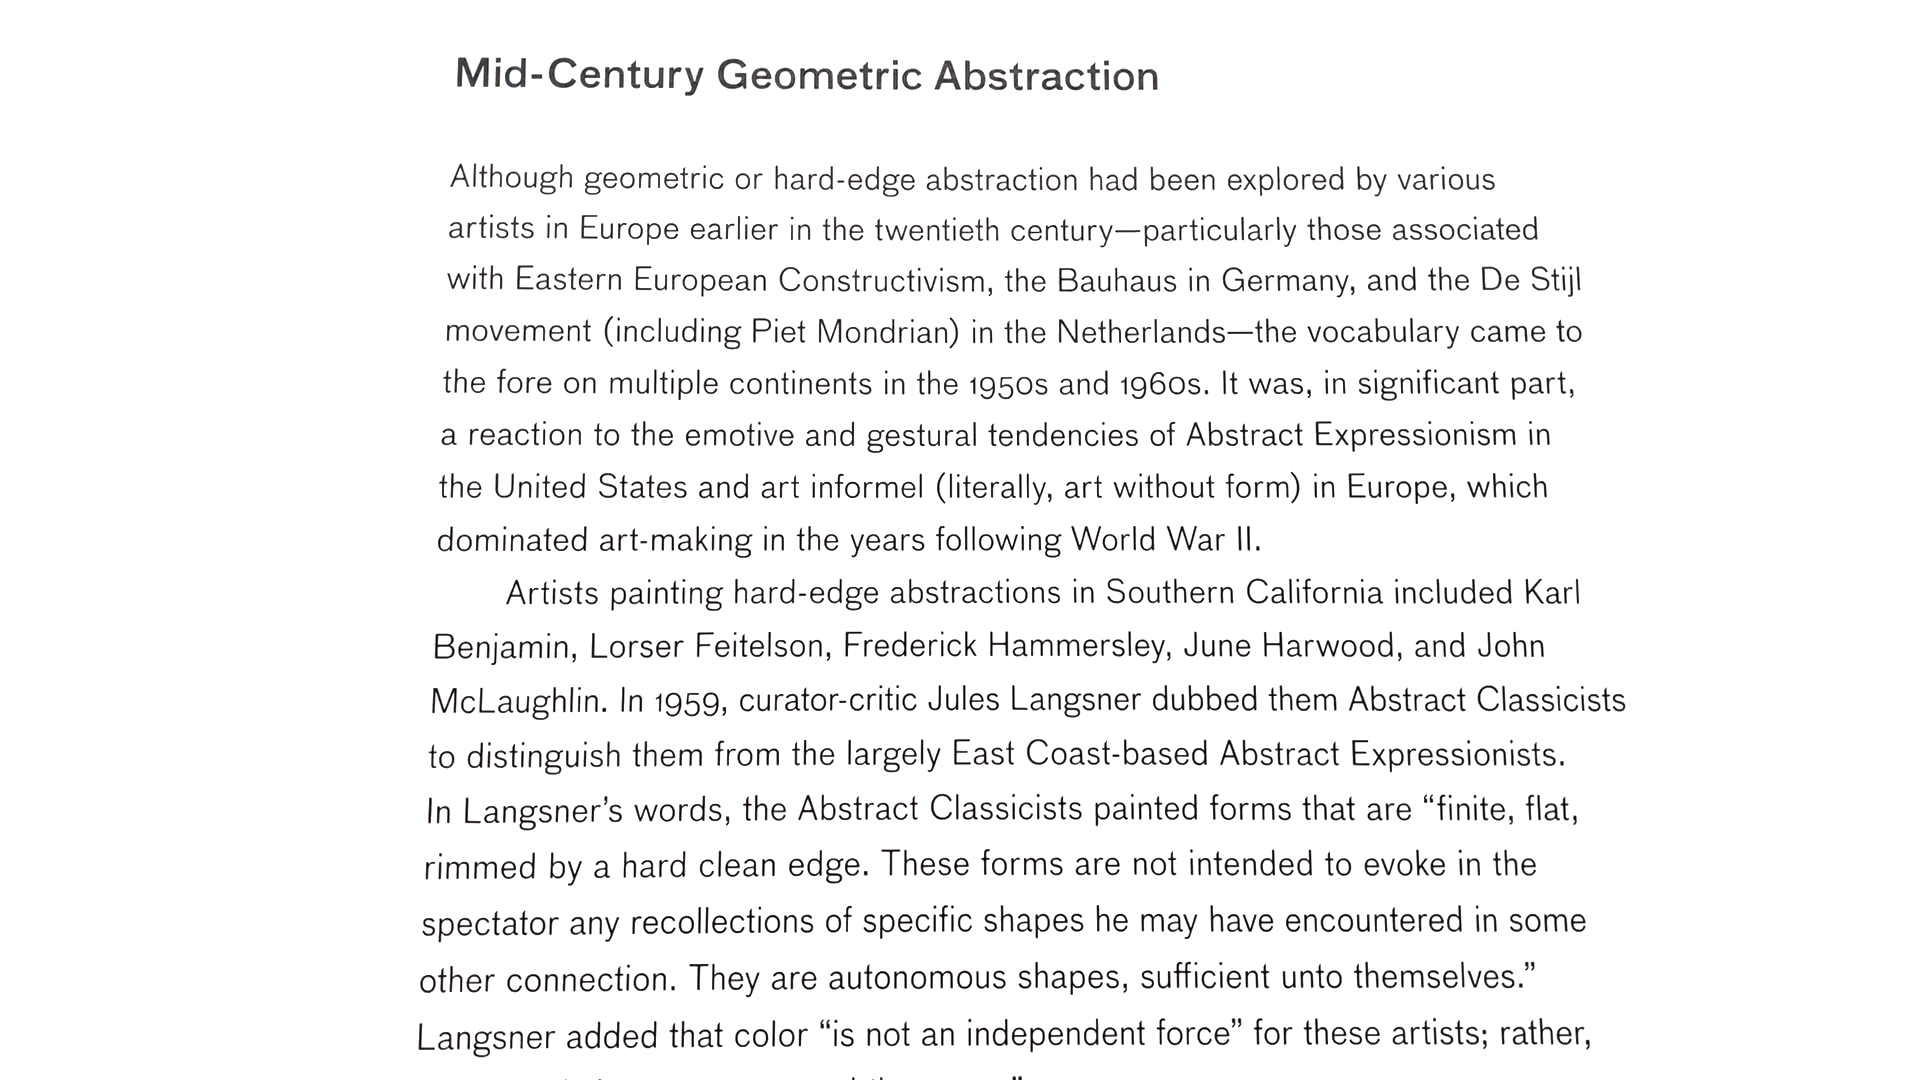 Mid-Century Geometric Abstraction
Although geometric or hard-edge abstraction had been explored by various
artists in Europe earlier in the twentieth century—particularly those associated
with Eastern European Constructivism, the Bauhaus in Germany, and the De Stijl
movement (including Piet Mondrian) in the Netherlands—the vocabulary came to
the fore on multiple continents in the 1950s and 1960s. It was, in significant part,
a reaction to the emotive and gestural tendencies of Abstract Expressionism in
the United States and art informel (literally, art without form) in Europe, which
dominated art-making in the years following World War II.
Artists painting hard-edge abstractions in Southern California included Karl
Benjamin, Lorser Feitelson, Frederick Hammersley, June Harwood, and John
McLaughlin. In 1959, curator-critic Jules Langsner dubbed them Abstract Classicists
to distinguish them from the largely East Coast-based Abstract Expressionists.
In Langsner’s words, the Abstract Classicists painted forms that are “finite, flat,
rimmed by a hard clean edge. These forms are not intended to evoke in the
spectator any recollections of specific shapes he may have encountered in some
other connection. They are autonomous shapes, sufficient unto themselves.”
Langsner added that color “is not an independent force” for these artists; rather,